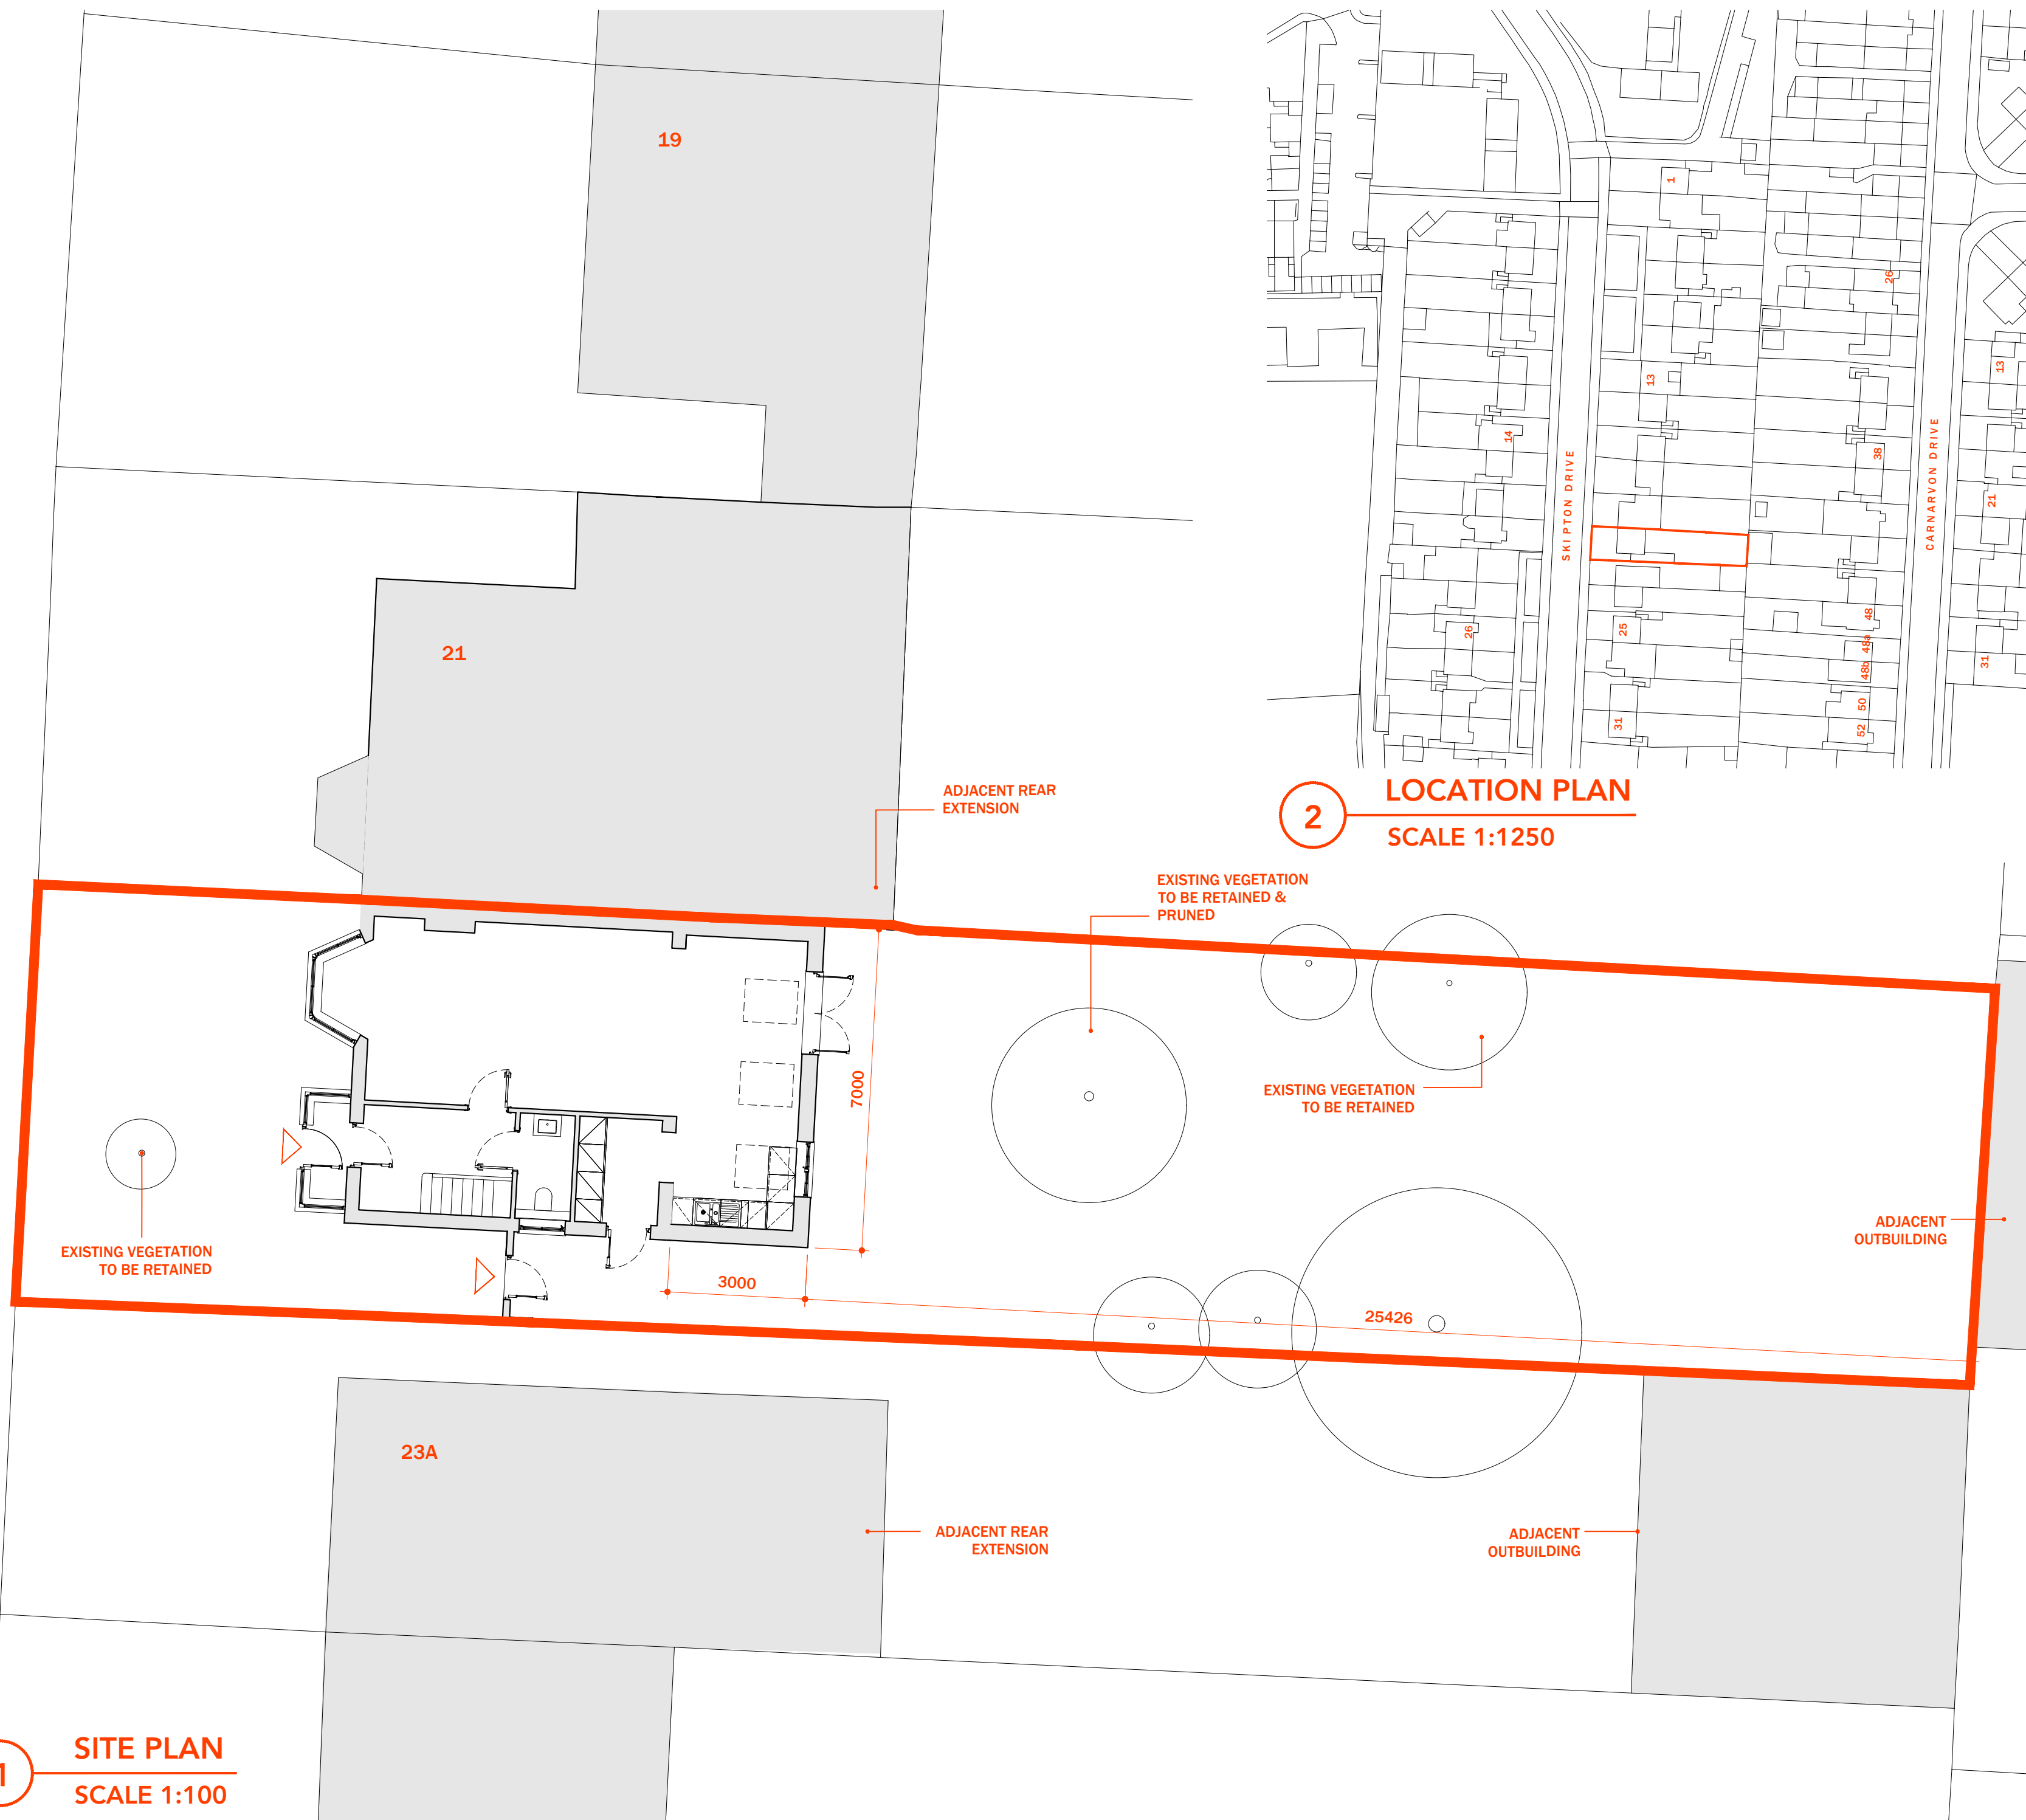 19
21
ADJACENT REAR
EXTENSION
EXISTING VEGETATION
TO BE RETAINED &
PRUNED
EXISTING VEGETATION
TO BE RETAINED
7000
3000
25426
EXISTING VEGETATION
TO BE RETAINED
ADJACENT
OUTBUILDING
23A
ADJACENT REAR
EXTENSION
ADJACENT
OUTBUILDING
1
SITE PLAN
SCALE 1:100
1
26
13
13
14
38
21
SKIPTON DRIVE
CARNARVON DRIVE
26
25
48
48a
48b
31
31
50
52
2
LOCATION PLAN
SCALE 1:1250